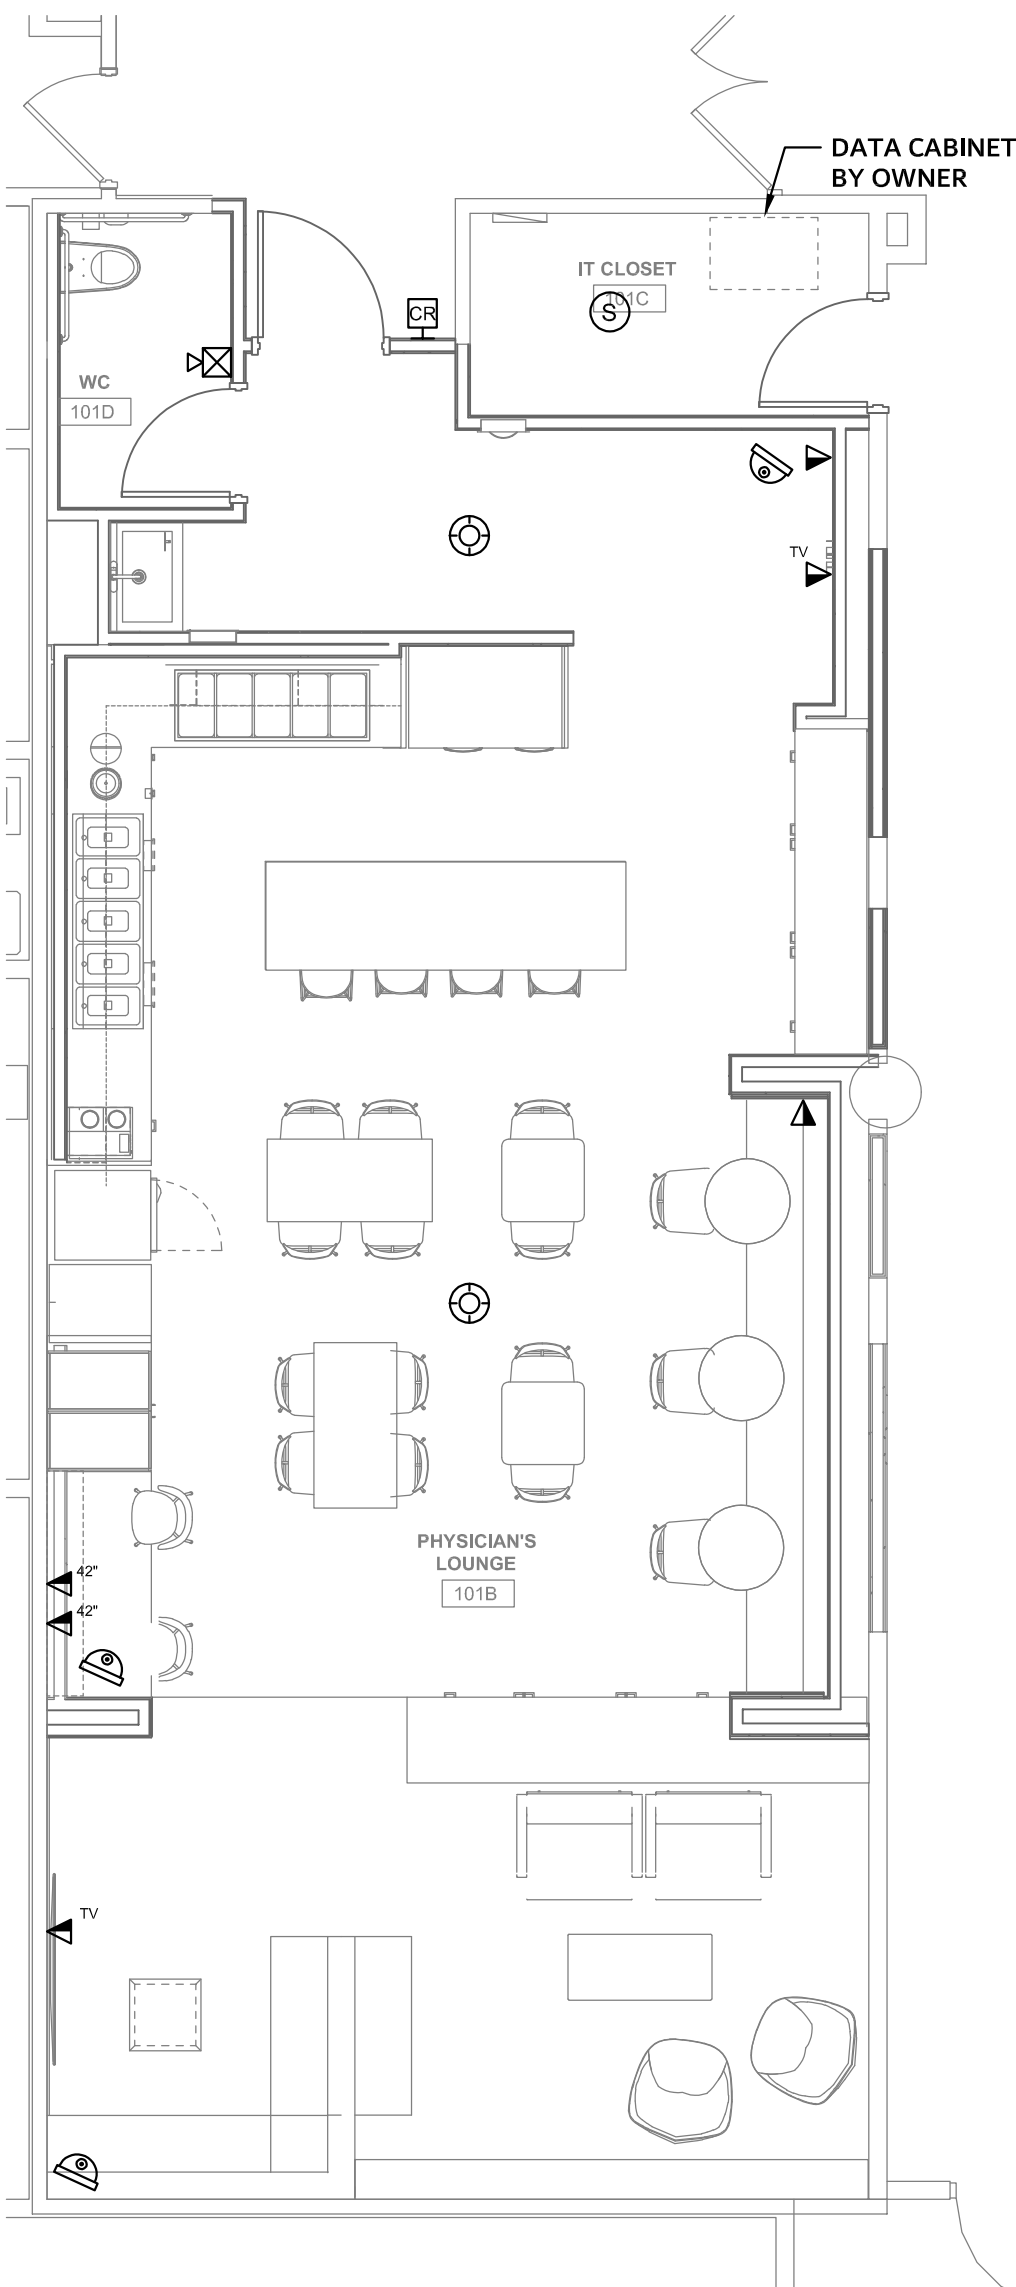 DATA CABINET
BY OWNER
IT CLOSET
101C
S
CR
WC
101D
TV
PHYSICIAN'S
LOUNGE
101B
42"
42"
TV